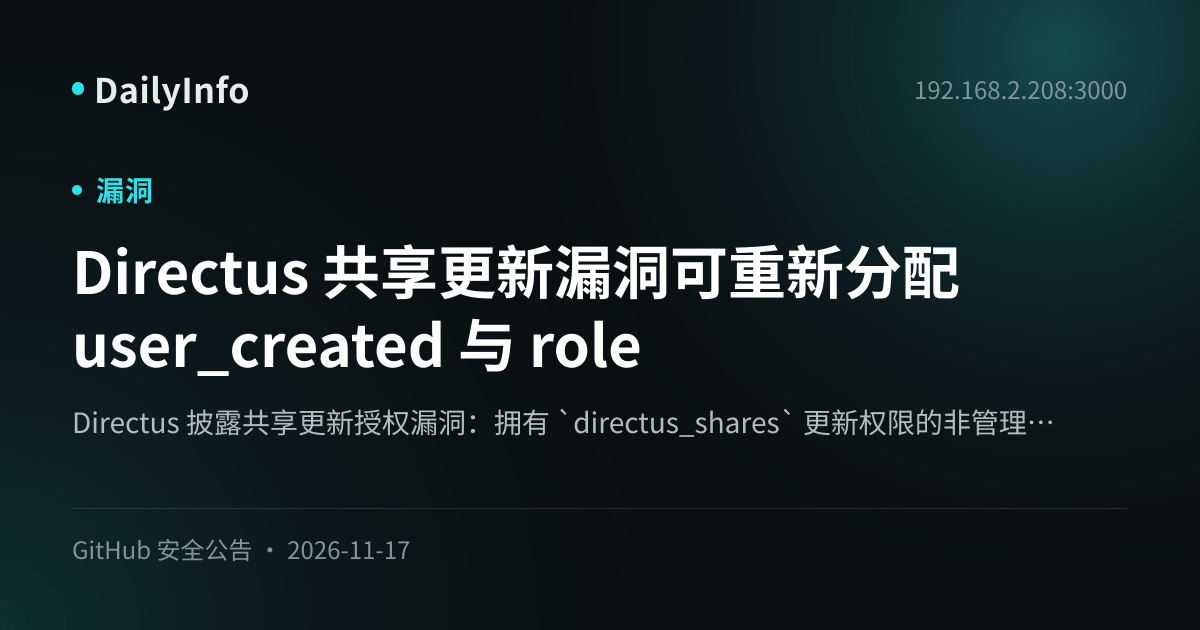 DailyInfo
192.168.2.208:3000
漏洞
Directus 共享更新漏洞可重新分配
user_created 与 role
Directus 披露共享更新授权漏洞：拥有 `directus_shares` 更新权限的非管理…
GitHub 安全公告 · 2026-11-17